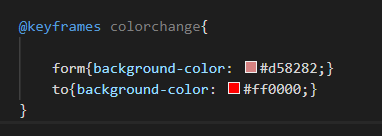 @keyframes colorchange{
form{background-color: #d58282;}
to{background-color: #ff0000;}
}